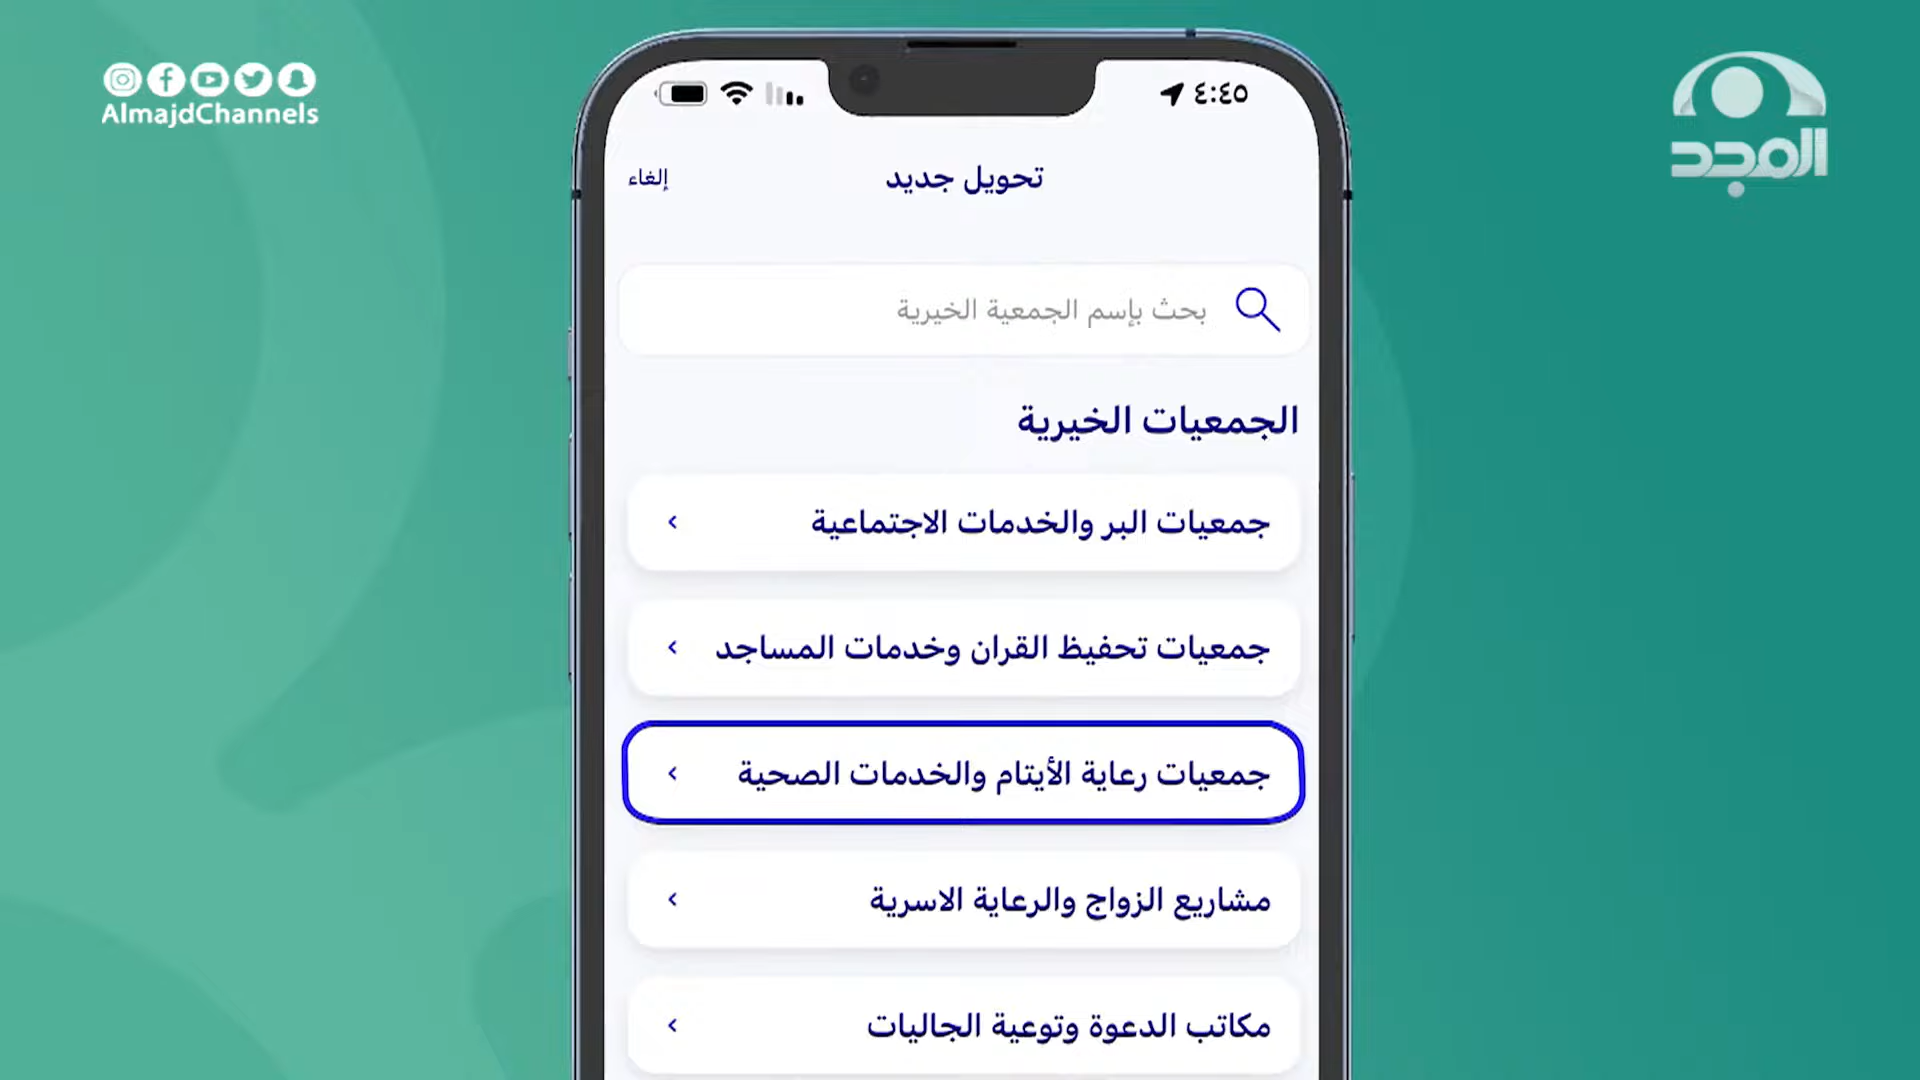 AlmajdChannels
المجد
٤:٤٥
تحويل جديد
إلغاء
بحث بإسم الجمعية الخيرية
الجمعيات الخيرية
جمعيات البر والخدمات الاجتماعية
جمعيات تحفيظ القران وخدمات المساجد
جمعيات رعاية الأيتام والخدمات الصحية
مشاريع الزواج والرعاية الاسرية
مكاتب الدعوة وتوعية الجاليات